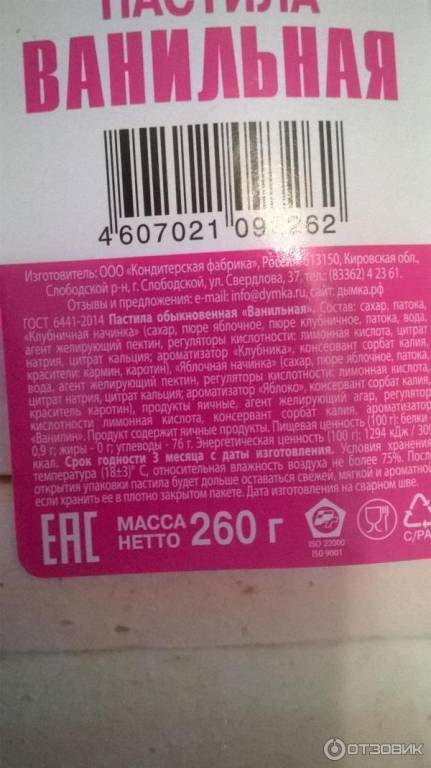 ПАСТИЛА
ВАНИЛЬНАЯ
4 607021 09 262
Изготовитель: ООО «Кондитерская фабрика», Россия, 613150, Кировская обл.,
Слободской р-н, г. Слободской, ул. Свердлова, 37, тел.: (83362) 4 23 61.
Отзывы и предложения: e-mail: info@dymka.ru, сайт: дымка.рф.
ГОСТ 6441-2014 Пастила обыкновенная «Ванильная». Состав: сахар, патока,
«Клубничная начинка» (сахар, пюре яблочное, пюре клубничное, патока, вода,
агент желирующий пектин, регуляторы кислотности: лимонная кислота, цитрат
натрия, цитрат кальция; ароматизатор «Клубника», консервант сорбат калия,
красители: кармин, каротин), «Яблочная начинка» (сахар, пюре яблочное, патока,
вода, агент желирующий пектин, регуляторы кислотности: лимонная кислота,
цитрат натрия, цитрат кальция; ароматизатор «Яблоко», консервант сорбат калия,
краситель каротин), продукты яичные, агент желирующий агар, регулятор
кислотности лимонная кислота, консервант сорбат калия, ароматизатор
«Ванилин». Продукт содержит яичные продукты. Пищевая ценность (100 г): белки -
0,9 г; жиры - 0 г; углеводы - 76 г. Энергетическая ценность (100 г): 1294 кДж / 309
ккал. Срок годности 3 месяца с даты изготовления. Условия хранения:
температура (18±3)° С, относительная влажность воздуха не более 75%. После
открытия упаковки пастила будет дольше оставаться свежей, мягкой и ароматной,
если хранить ее в плотно закрытом пакете. Дата изготовления на сварном шве.
ЕАС МАССА НЕТТО 260 г
ISO 22000
ISO 9001
C/PA
ОТЗОВИК